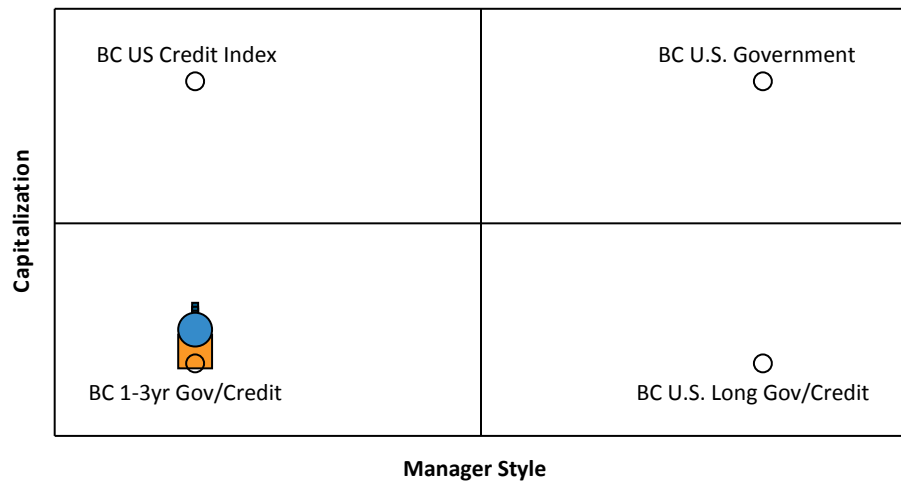 BC US Credit Index
BC U.S. Government
Capitalization
BC 1-3yr Gov/Credit
BC U.S. Long Gov/Credit
Manager Style